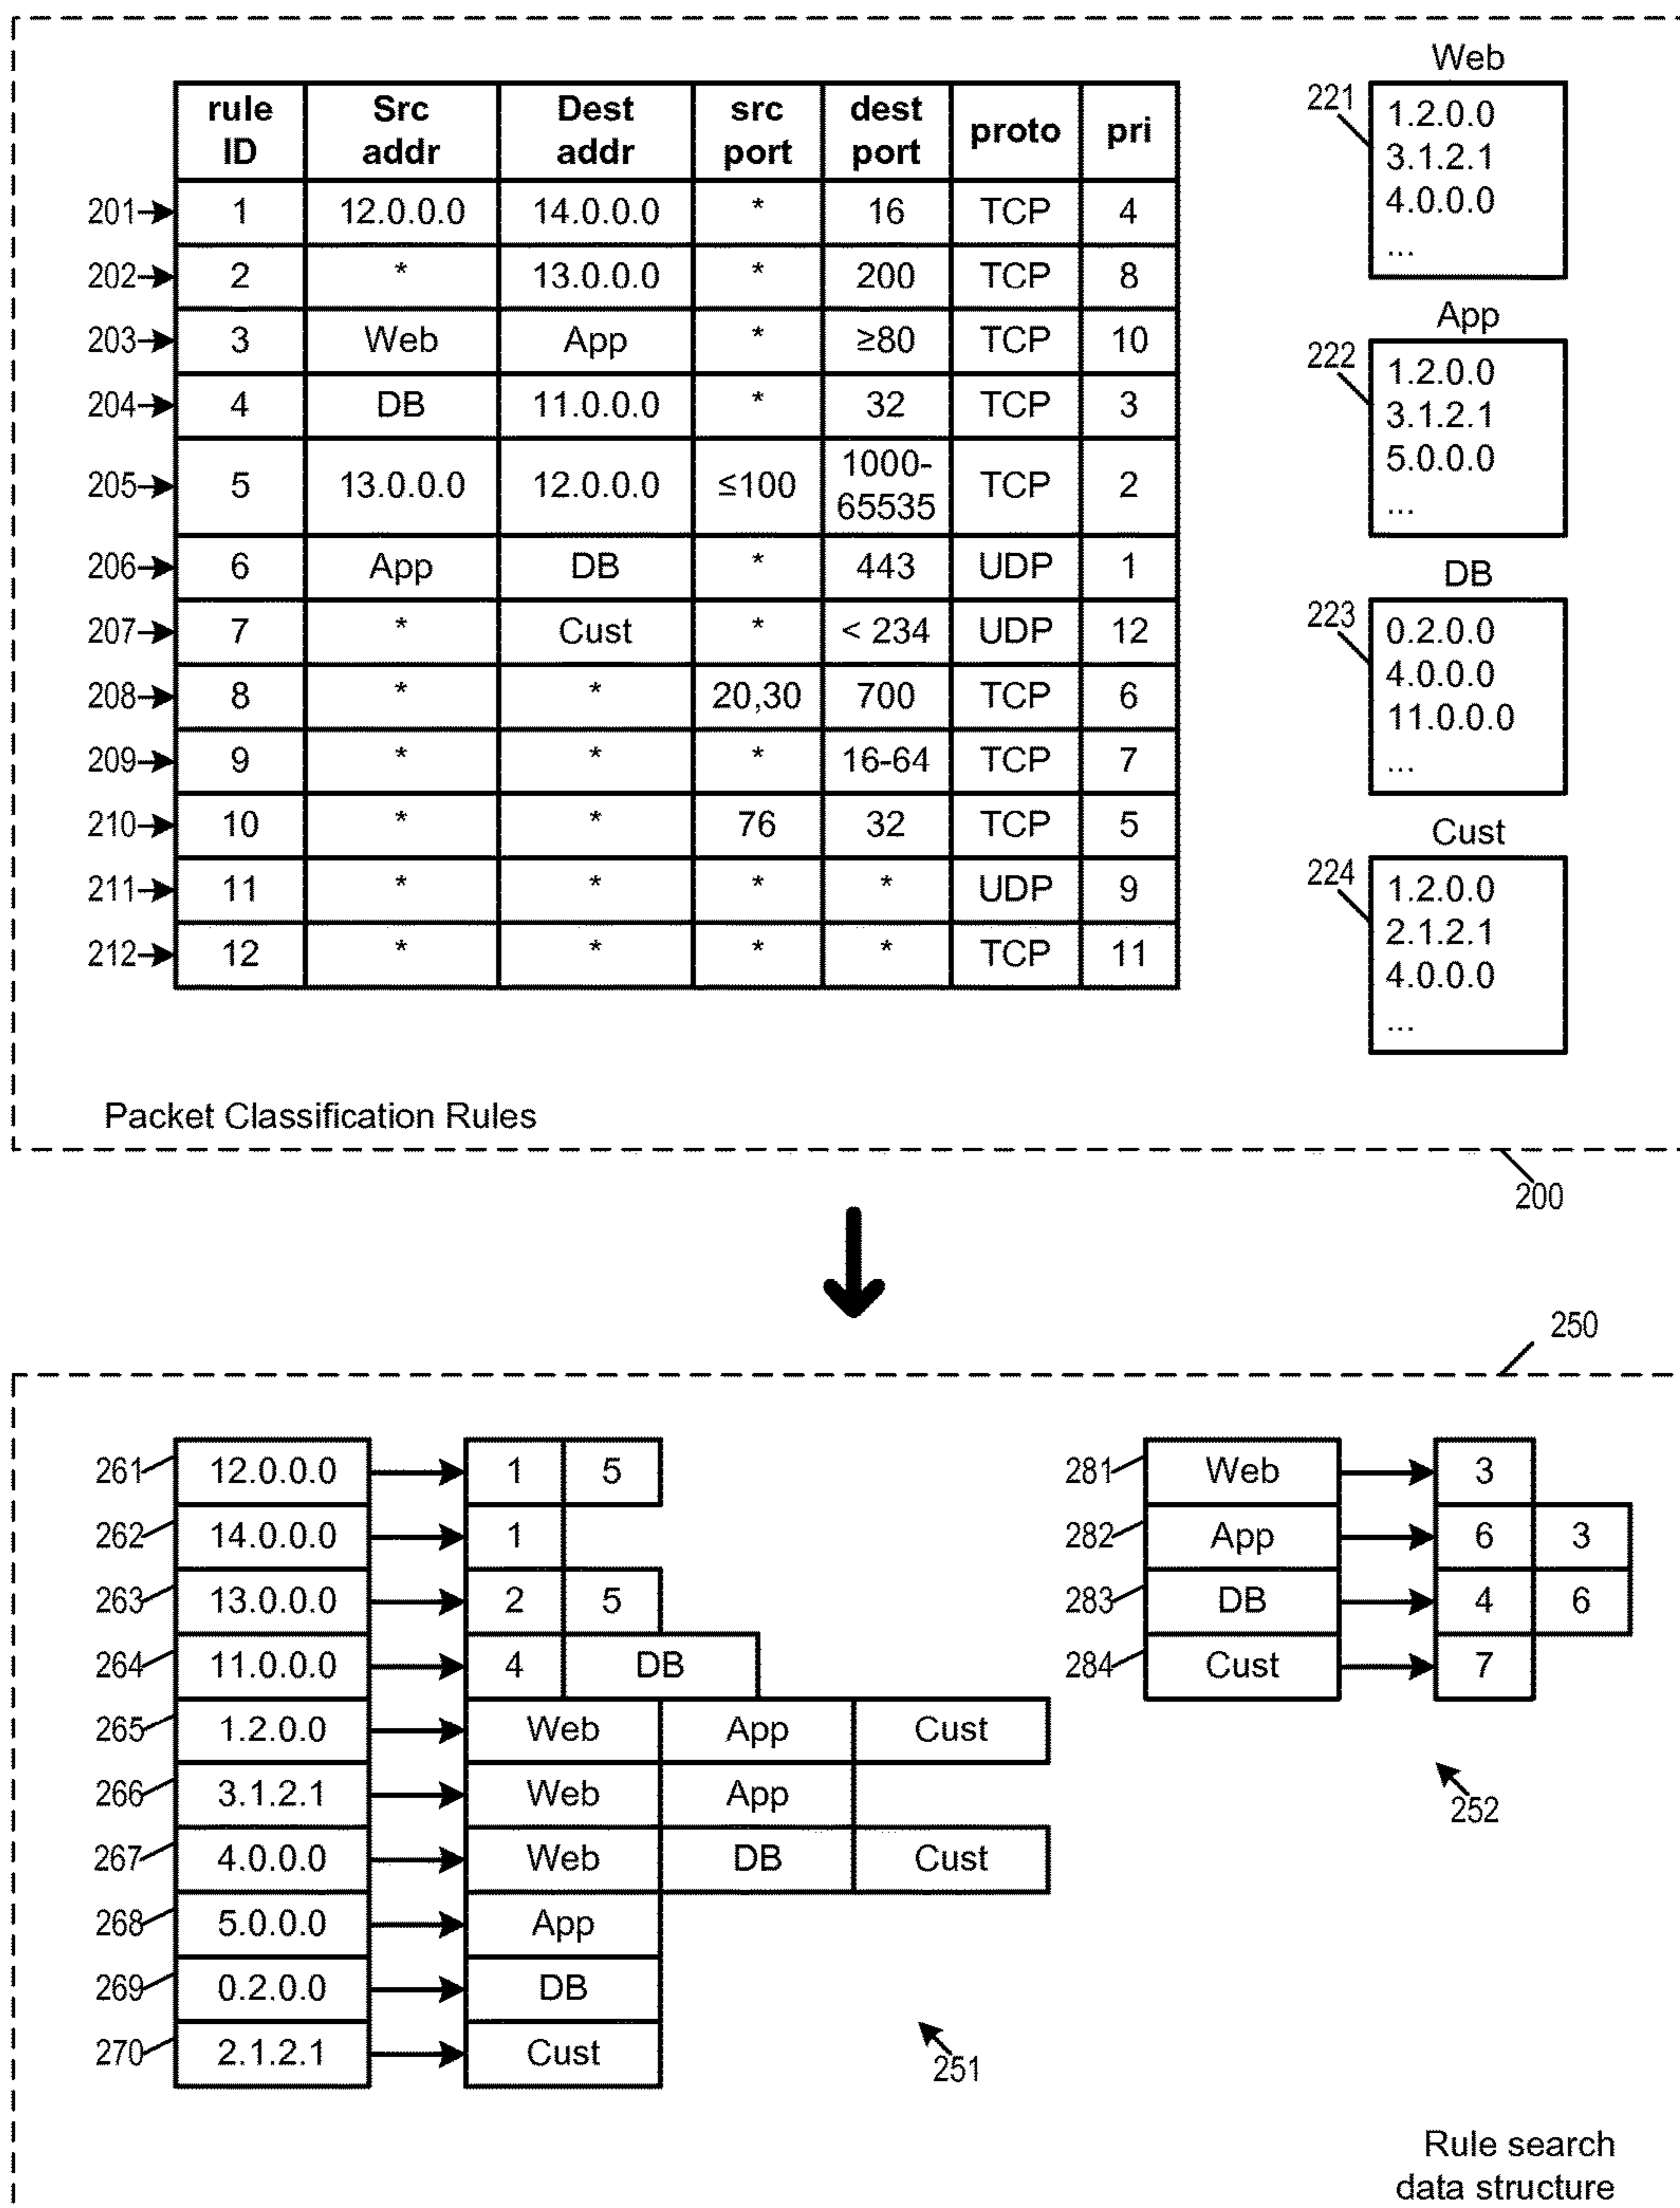 rule ID Src addr Dest addr src port dest port proto pri
201 1 12.0.0.0 14.0.0.0 * 16 TCP 4
202 2 * 13.0.0.0 * 200 TCP 8
203 3 Web App * ≥80 TCP 10
204 4 DB 11.0.0.0 * 32 TCP 3
205 5 13.0.0.0 12.0.0.0 ≤100 1000-65535 TCP 2
206 6 App DB * 443 UDP 1
207 7 * Cust * < 234 UDP 12
208 8 * * 20,30 700 TCP 6
209 9 * * * 16-64 TCP 7
210 10 * * 76 32 TCP 5
211 11 * * * * UDP 9
212 12 * * * * TCP 11
Web
221
1.2.0.0
3.1.2.1
4.0.0.0
...
App
222
1.2.0.0
3.1.2.1
5.0.0.0
...
DB
223
0.2.0.0
4.0.0.0
11.0.0.0
...
Cust
224
1.2.0.0
2.1.2.1
4.0.0.0
...
Packet Classification Rules
200
250
261 12.0.0.0 1 5
262 14.0.0.0 1
263 13.0.0.0 2 5
264 11.0.0.0 4 DB
265 1.2.0.0 Web App Cust
266 3.1.2.1 Web App
267 4.0.0.0 Web DB Cust
268 5.0.0.0 App
269 0.2.0.0 DB
270 2.1.2.1 Cust
251
281 Web 3
282 App 6 3
283 DB 4 6
284 Cust 7
252
Rule search
data structure